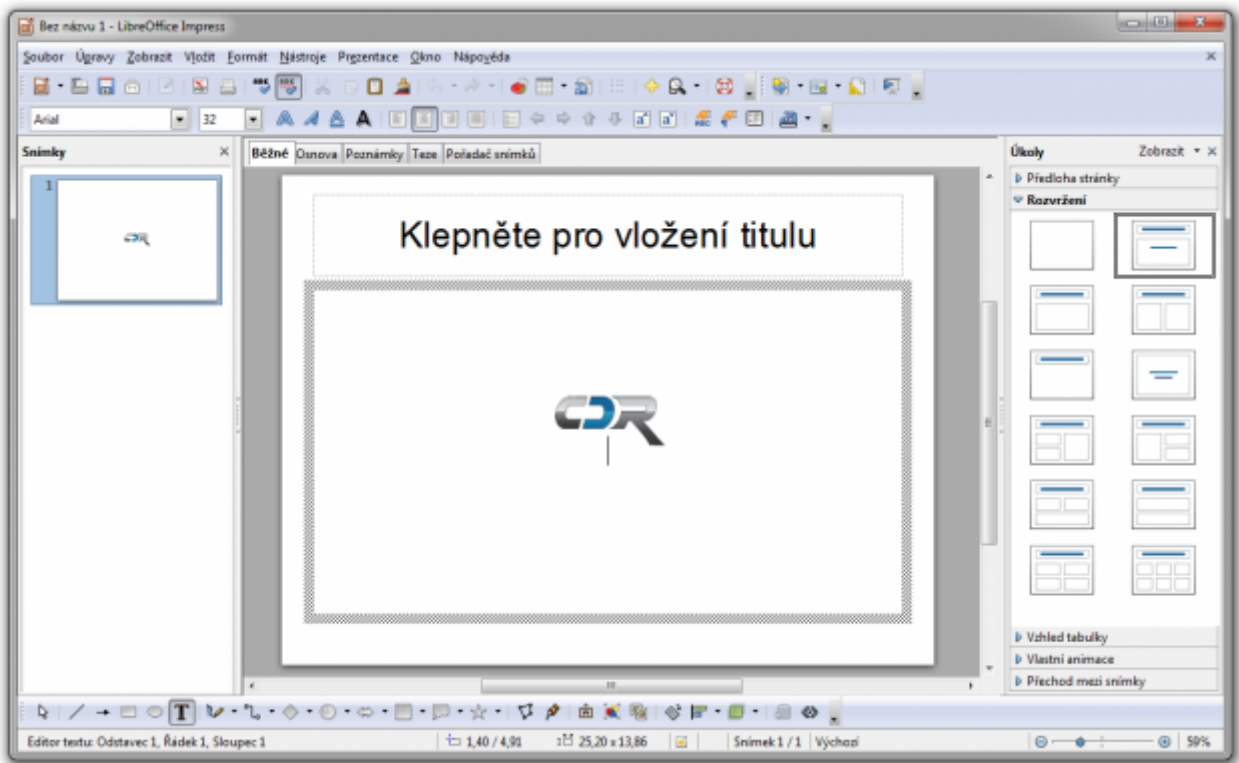 Bez názvu 1 - LibreOffice Impress
Soubor Úpravy Zobrazit Vložit Formát Nástroje Prezentace Okno Nápověda
Arial 32
Snímky
Běžné Osnova Poznámky Teze Pořadač snímků
Úkoly Zobrazit
1
Předloha stránky
Rozvržení
Klepněte pro vložení titulu
CDR
CDR
Vzhled tabulky
Vlastní animace
Přechod mezi snímky
Editor textu: Odstavec 1, Řádek 1, Sloupec 1 1,40 / 4,91 25,20 x 13,86 Snímek 1 / 1 Výchozí 59%